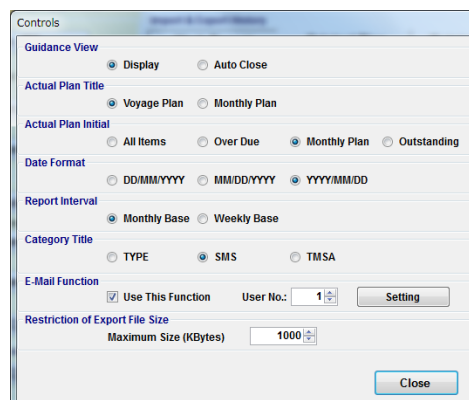 Import & Export History
Controls
Guidance View
Display Auto Close
Actual Plan Title
Voyage Plan Monthly Plan
Actual Plan Initial
All Items Over Due Monthly Plan Outstanding
Date Format
DD/MM/YYYY MM/DD/YYYY YYYY/MM/DD
Report Interval
Monthly Base Weekly Base
Category Title
TYPE SMS TMSA
E-Mail Function
Use This Function User No.: 1 Setting
Restriction of
Export File Size
Maximum Size (KBytes) 1000
Close